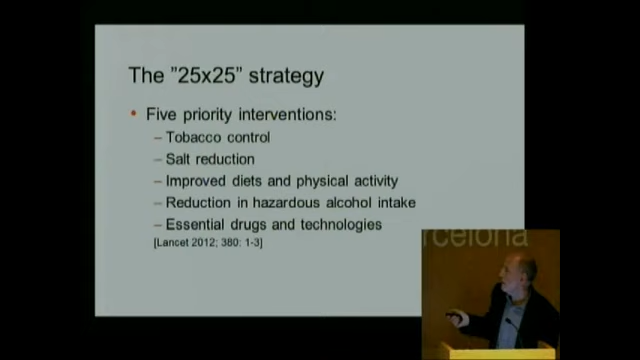 The "25x25" strategy
• Five priority interventions:
– Tobacco control
– Salt reduction
– Improved diets and physical activity
– Reduction in hazardous alcohol intake
– Essential drugs and technologies
[Lancet 2012; 380: 1-3]
rcelona